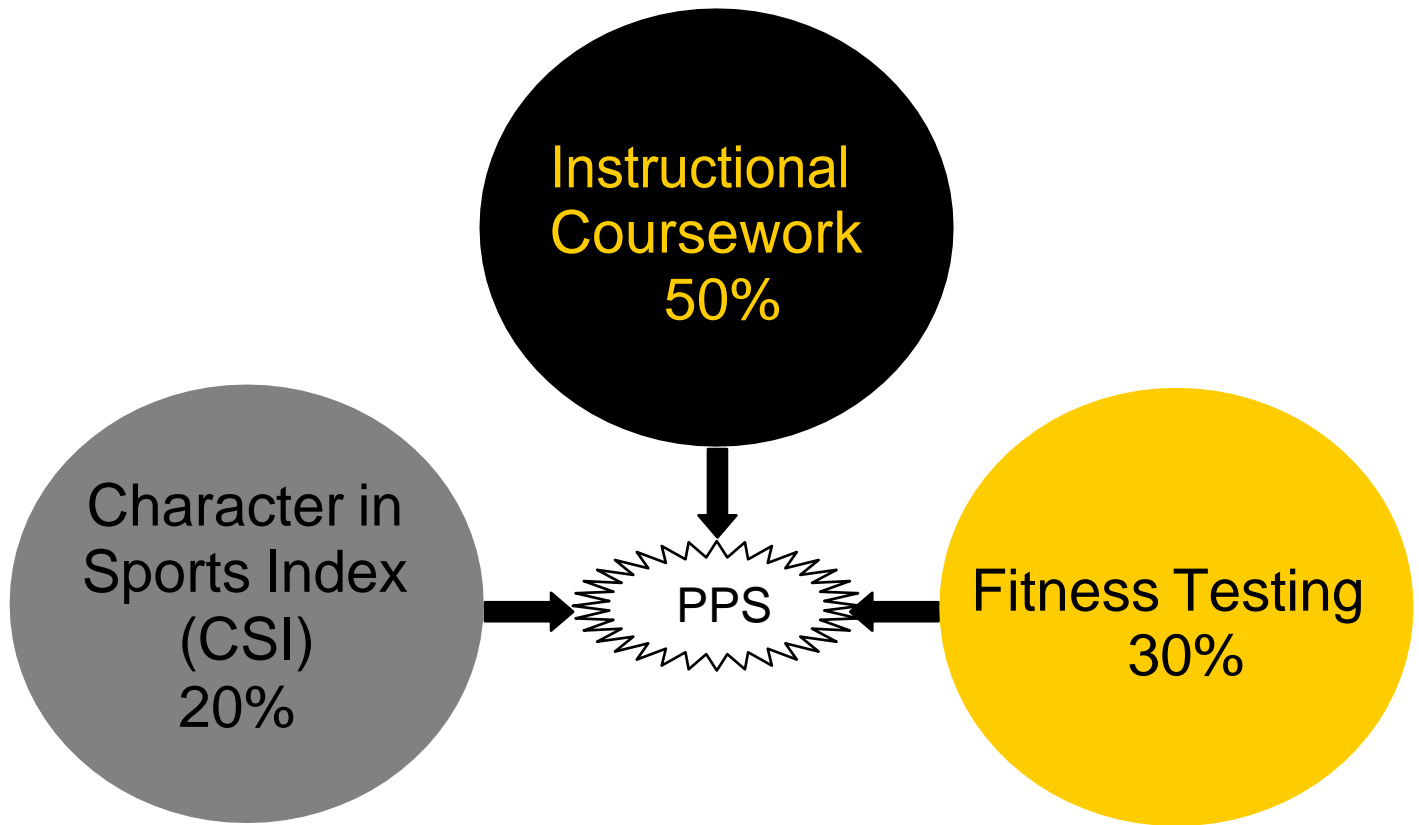 Instructional
Coursework
50%
Character in
Sports Index
(CSI)
20%
PPS
Fitness Testing
30%